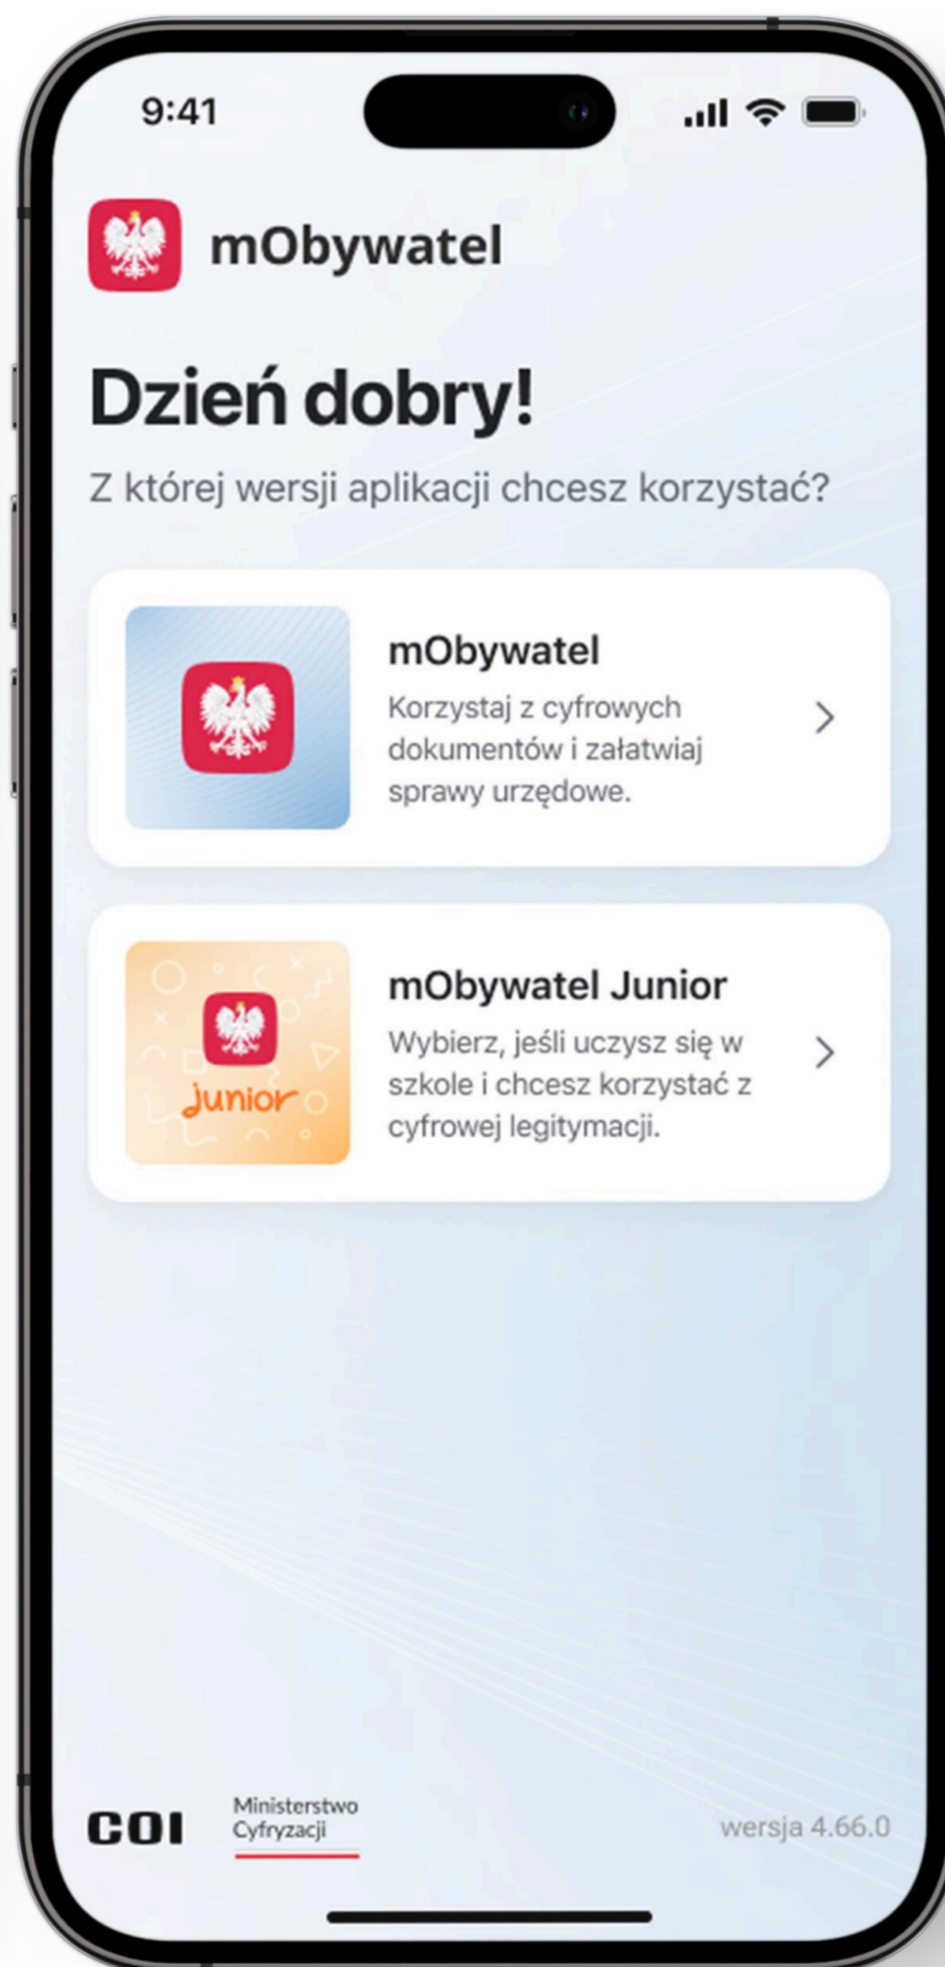 9:41
mObywatel
Dzień dobry!
Z której wersji aplikacji chcesz korzystać?
mObywatel
Korzystaj z cyfrowych
dokumentów i załatwiaj
sprawy urzędowe.
junior
mObywatel Junior
Wybierz, jeśli uczysz się w
szkole i chcesz korzystać z
cyfrowej legitymacji.
COI
Ministerstwo
Cyfryzacji
wersja 4.66.0